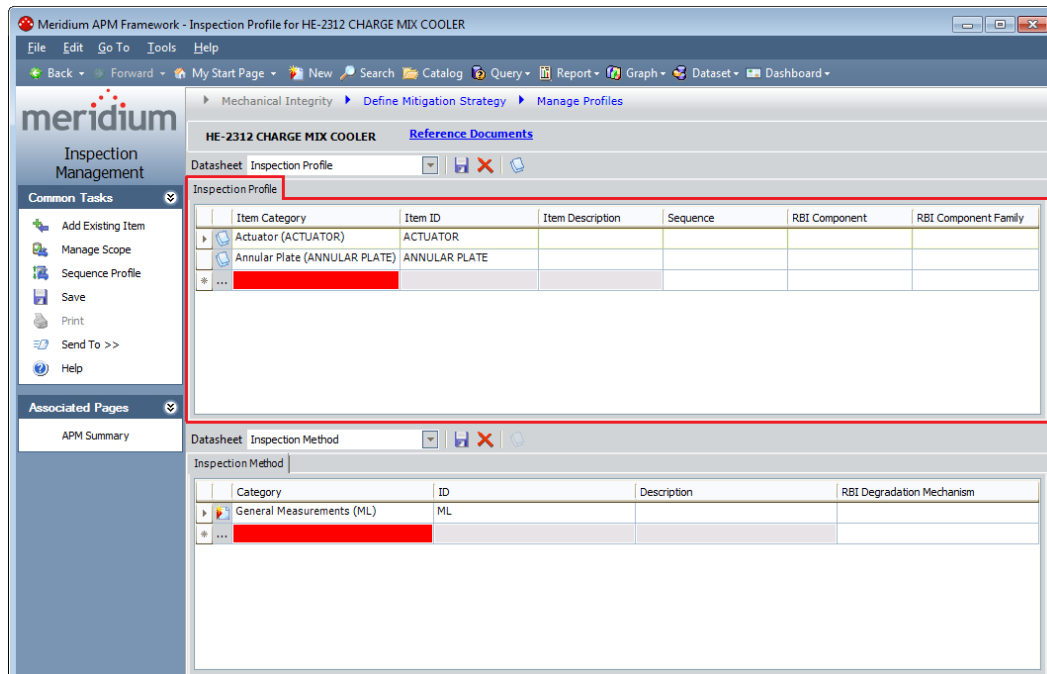 Meridium APM Framework - Inspection Profile for HE-2312 CHARGE MIX COOLER
File Edit Go To Tools Help
Back Forward My Start Page New Search Catalog Query Report Graph Dataset Dashboard
meridium
Inspection
Management
Common Tasks
Add Existing Item
Manage Scope
Sequence Profile
Save
Print
Send To >>
Help
Associated Pages
APM Summary
Mechanical Integrity Define Mitigation Strategy Manage Profiles
HE-2312 CHARGE MIX COOLER Reference Documents
Datasheet Inspection Profile
Inspection Profile
Item Category Item ID Item Description Sequence RBI Component RBI Component Family
Actuator (ACTUATOR) ACTUATOR
Annular Plate (ANNULAR PLATE) ANNULAR PLATE
* ...
Datasheet Inspection Method
Inspection Method
Category ID Description RBI Degradation Mechanism
General Measurements (ML) ML
* ...